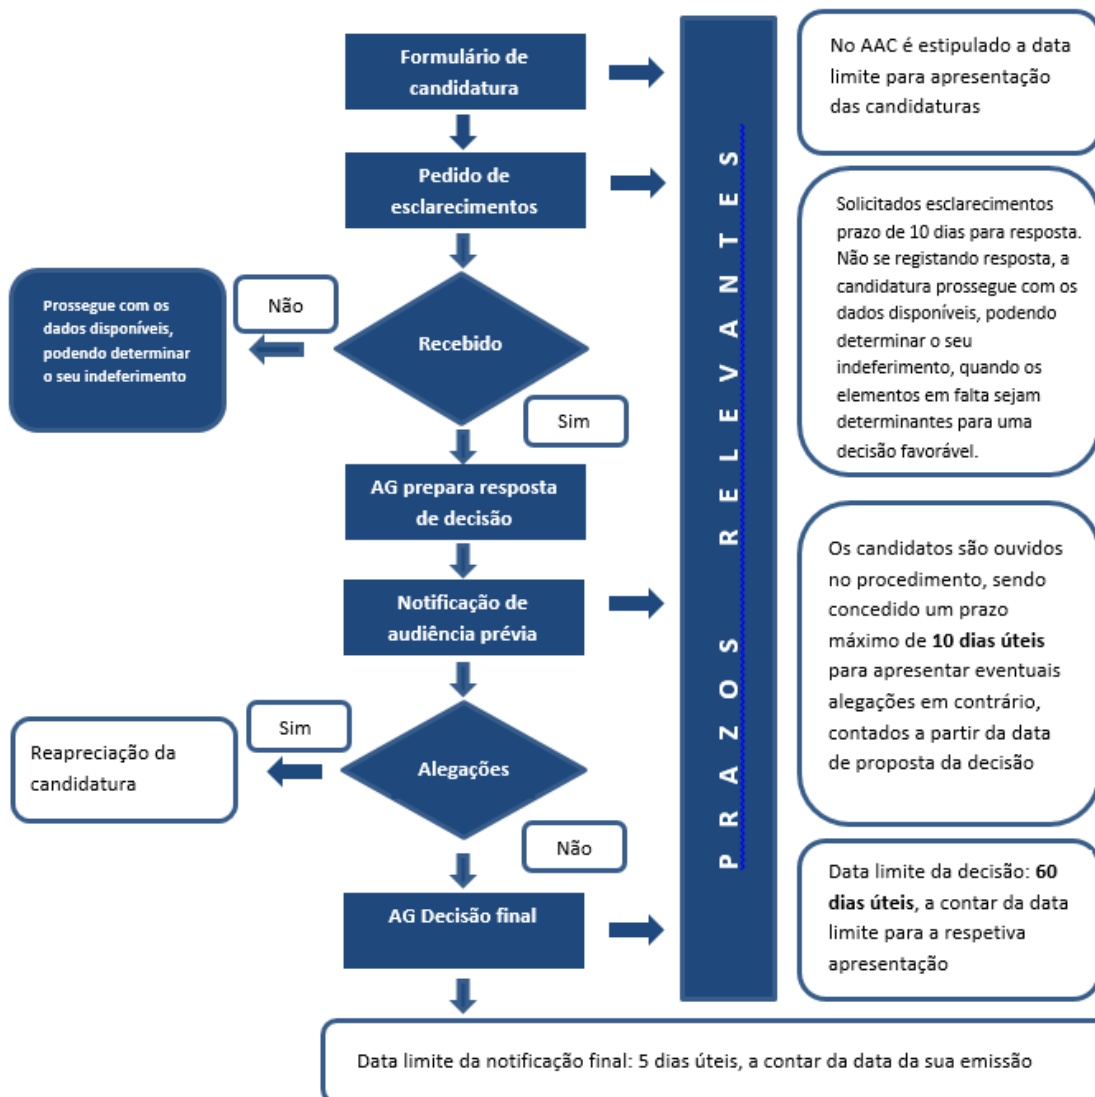 Formulário de
candidatura
No AAC é estipulado a data
limite para apresentação
das candidaturas
Pedido de
esclarecimentos
Solicitados esclarecimentos
prazo de 10 dias para resposta.
Não se registando resposta, a
candidatura prossegue com os
dados disponíveis, podendo
determinar o seu
indeferimento, quando os
elementos em falta sejam
determinantes para uma
decisão favorável.
Recebido
Não
Prossegue com os
dados disponíveis,
podendo determinar
o seu indeferimento
Sim
AG prepara resposta
de decisão
Notificação de
audiência prévia
Os candidatos são ouvidos
no procedimento, sendo
concedido um prazo
máximo de 10 dias úteis
para apresentar eventuais
alegações em contrário,
contados a partir da data
de proposta da decisão
Alegações
Sim
Reapreciação da
candidatura
Não
AG Decisão final
Data limite da decisão: 60
dias úteis, a contar da data
limite para a respetiva
apresentação
PRAZOS RELEVANTES
Data limite da notificação final: 5 dias úteis, a contar da data da sua emissão